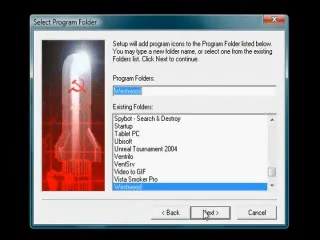 Select Program Folder
Setup will add program icons to the Program Folder listed below.
You may type a new folder name, or select one from the existing
Folders list. Click Next to continue.
Program Folders:
Westwood
Existing Folders:
Spybot - Search & Destroy
Startup
Tablet PC
Ubisoft
Unreal Tournament 2004
Ventrilo
VentSrv
Video to GIF
Vista Smoker Pro
Westwood
< Back
Next >
Cancel